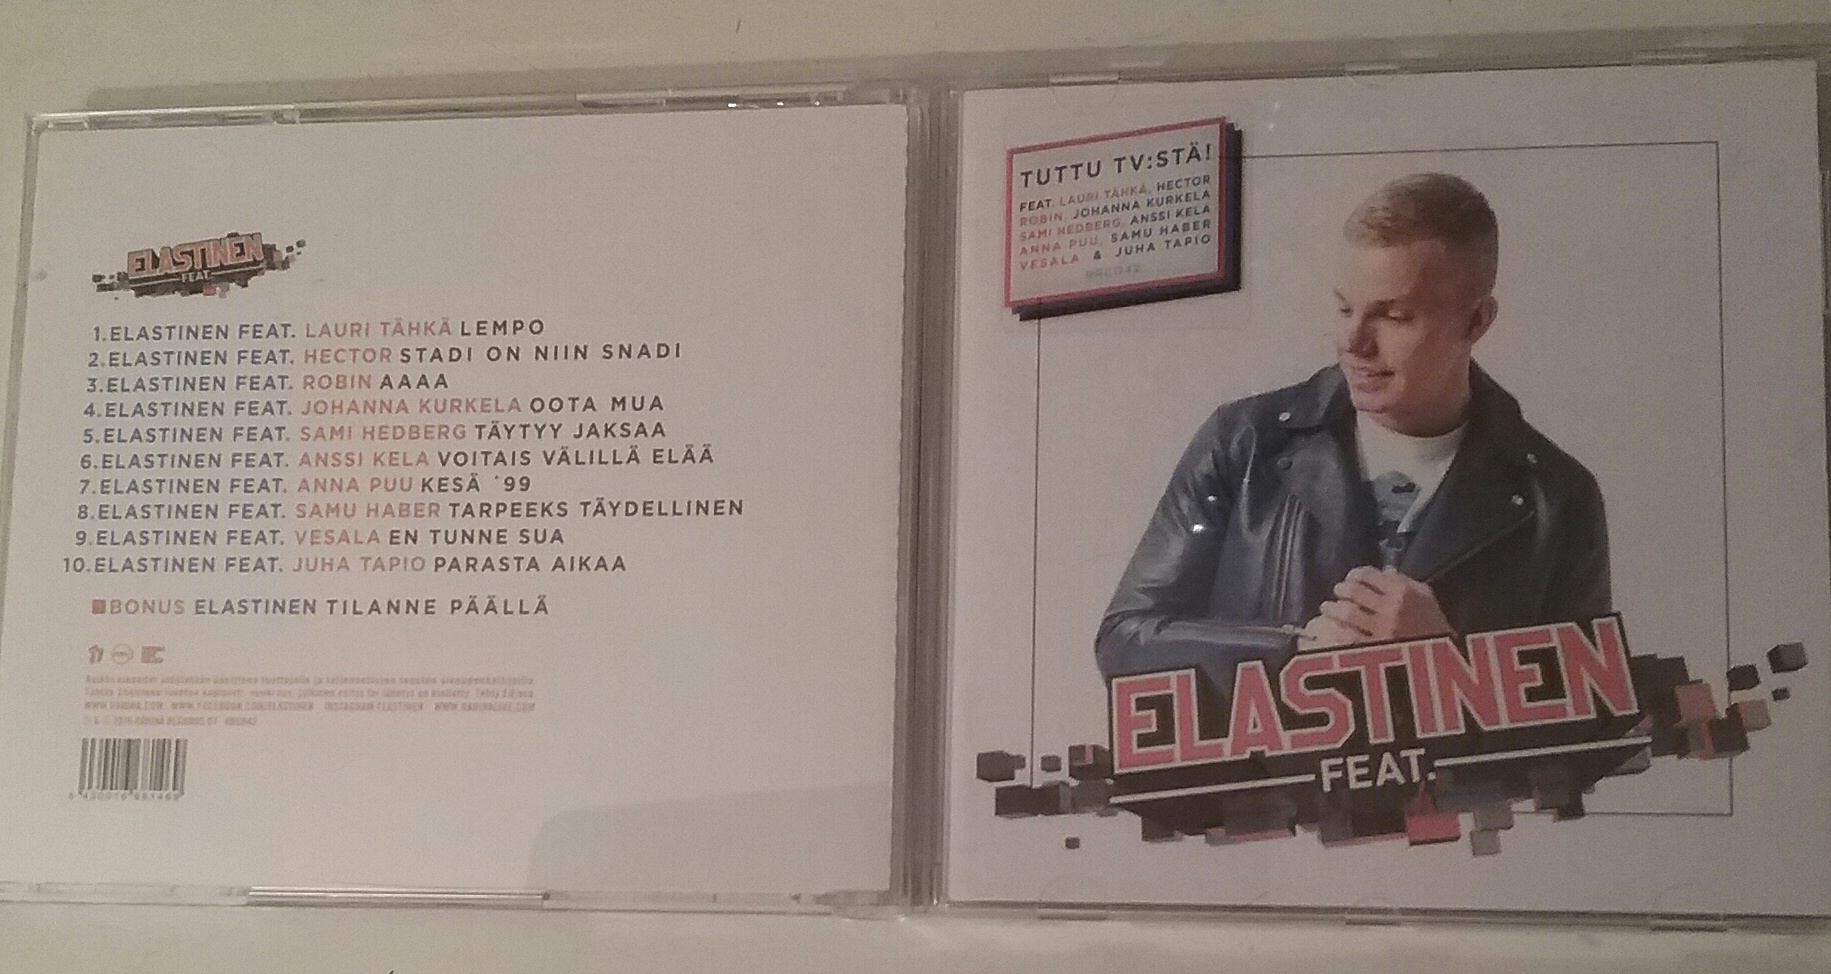 ELASTINEN
FEAT.
1.ELASTINEN FEAT. LAURI TÄHKÄ LEMPO
2.ELASTINEN FEAT. HECTOR STADI ON NIIN SNADI
3.ELASTINEN FEAT. ROBIN AAAA
4.ELASTINEN FEAT. JOHANNA KURKELA OOTA MUA
5.ELASTINEN FEAT. SAMI HEDBERG TÄYTYY JAKSAA
6.ELASTINEN FEAT. ANSSI KELA VOITAIS VÄLILLÄ ELÄÄ
7.ELASTINEN FEAT. ANNA PUU KESÄ ´99
8.ELASTINEN FEAT. SAMU HABER TARPEEKS TÄYDELLINEN
9.ELASTINEN FEAT. VESALA EN TUNNE SUA
10.ELASTINEN FEAT. JUHA TAPIO PARASTA AIKAA
BONUS ELASTINEN TILANNE PÄÄLLÄ
TUTTU TV:STÄ!
FEAT. LAURI TÄHKÄ, HECTOR
ROBIN, JOHANNA KURKELA
SAMI HEDBERG, ANSSI KELA
ANNA PUU, SAMU HABER
VESALA & JUHA TAPIO
ELASTINEN
FEAT.